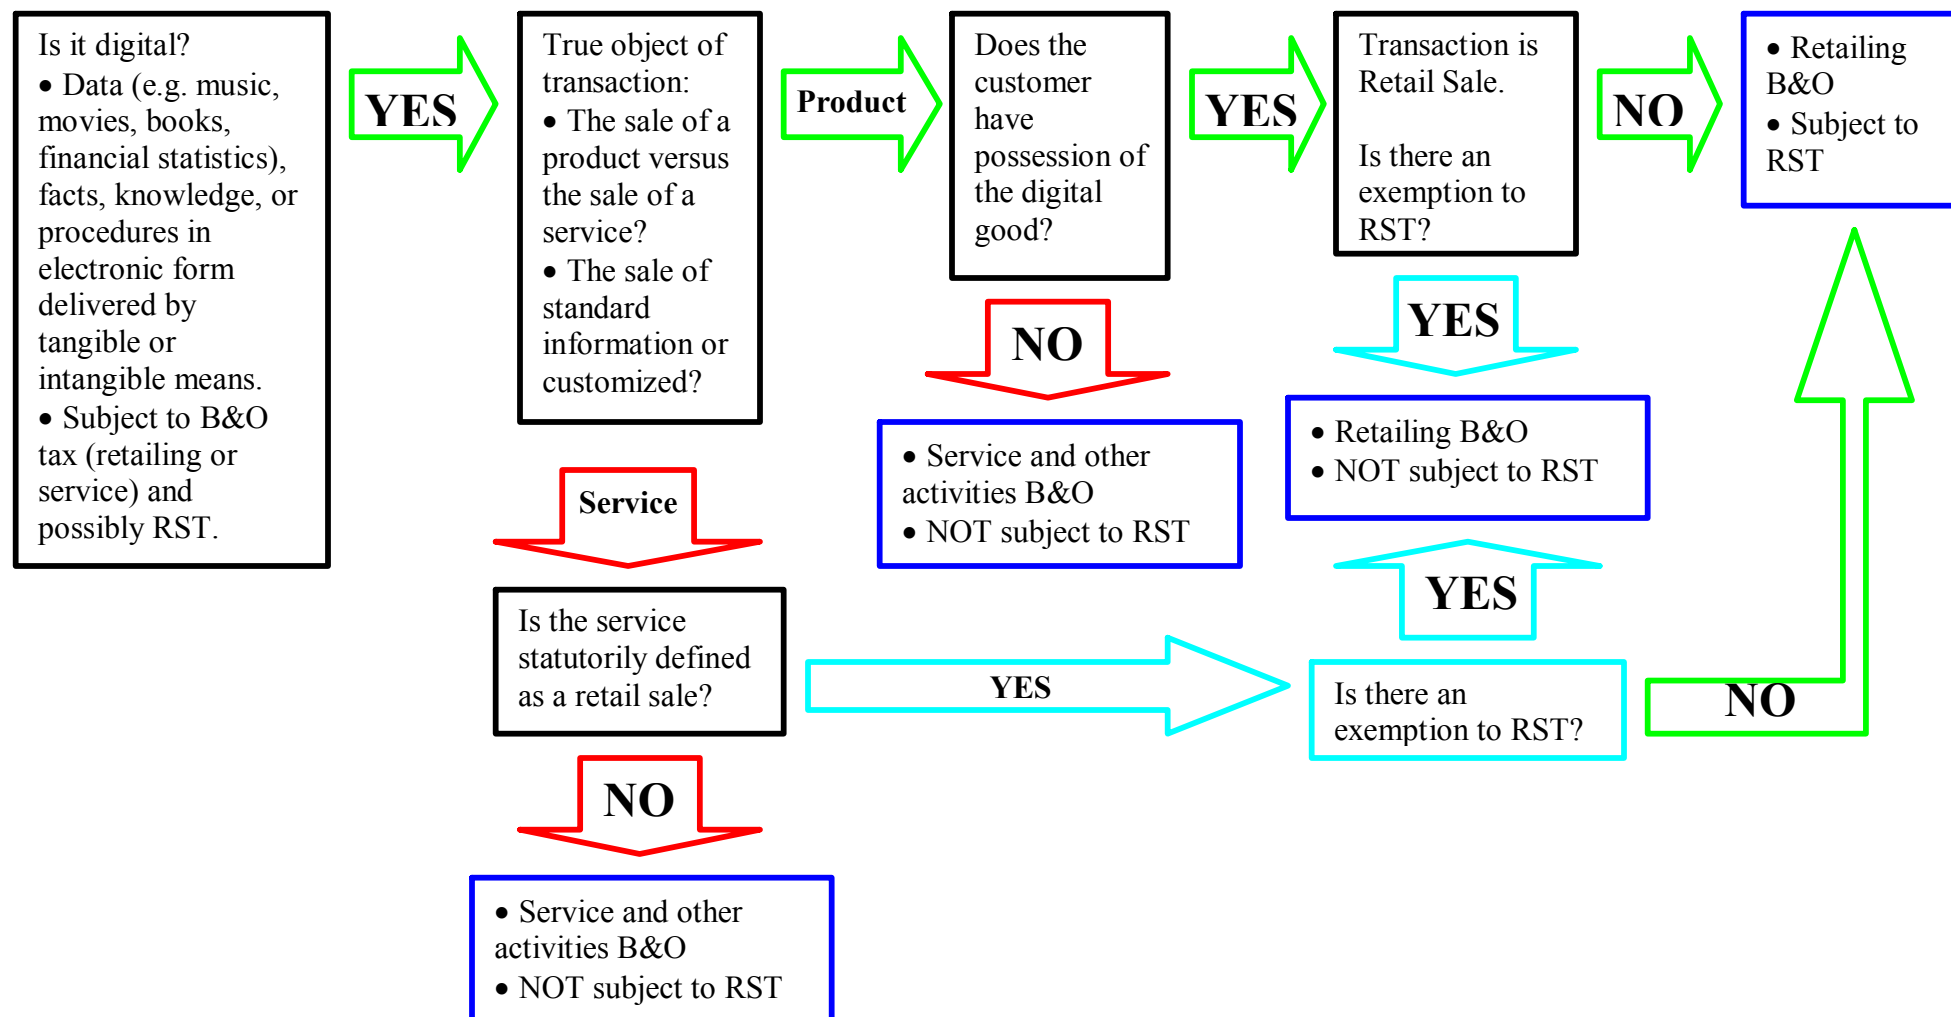 Is it digital?
• Data (e.g. music,
movies, books,
financial statistics),
facts, knowledge, or
procedures in
electronic form
delivered by
tangible or
intangible means.
• Subject to B&O
tax (retailing or
service) and
possibly RST.
YES
True object of
transaction:
• The sale of a
product versus
the sale of a
service?
• The sale of
standard
information or
customized?
Product
Does the
customer
have
possession of
the digital
good?
YES
Transaction is
Retail Sale.
Is there an
exemption to
RST?
NO
• Retailing
B&O
• Subject to
RST
NO
YES
• Service and other
activities B&O
• NOT subject to RST
• Retailing B&O
• NOT subject to RST
Service
YES
Is the service
statutorily defined
as a retail sale?
YES
Is there an
exemption to RST?
NO
NO
• Service and other
activities B&O
• NOT subject to RST